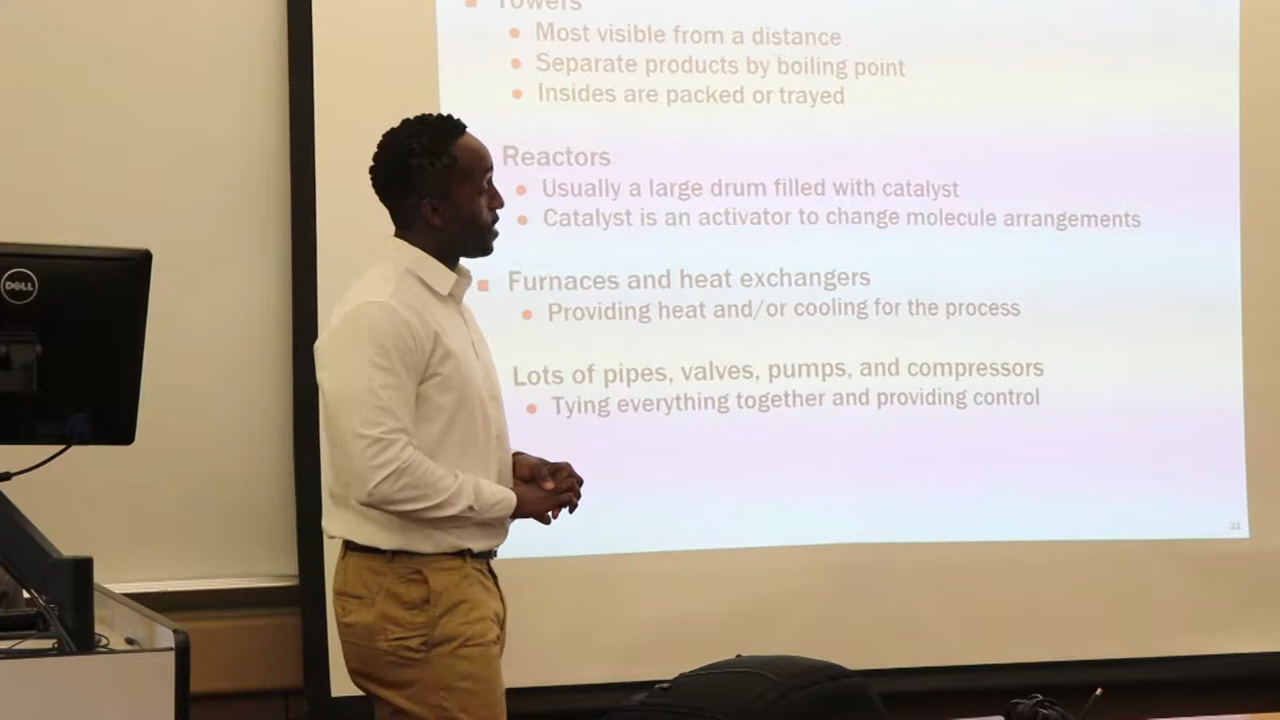 Towers
Most visible from a distance
Separate products by boiling point
Insides are packed or trayed
Reactors
Usually a large drum filled with catalyst
Catalyst is an activator to change molecule arrangements
Furnaces and heat exchangers
Providing heat and/or cooling for the process
Lots of pipes, valves, pumps, and compressors
Tying everything together and providing control
21
DELL